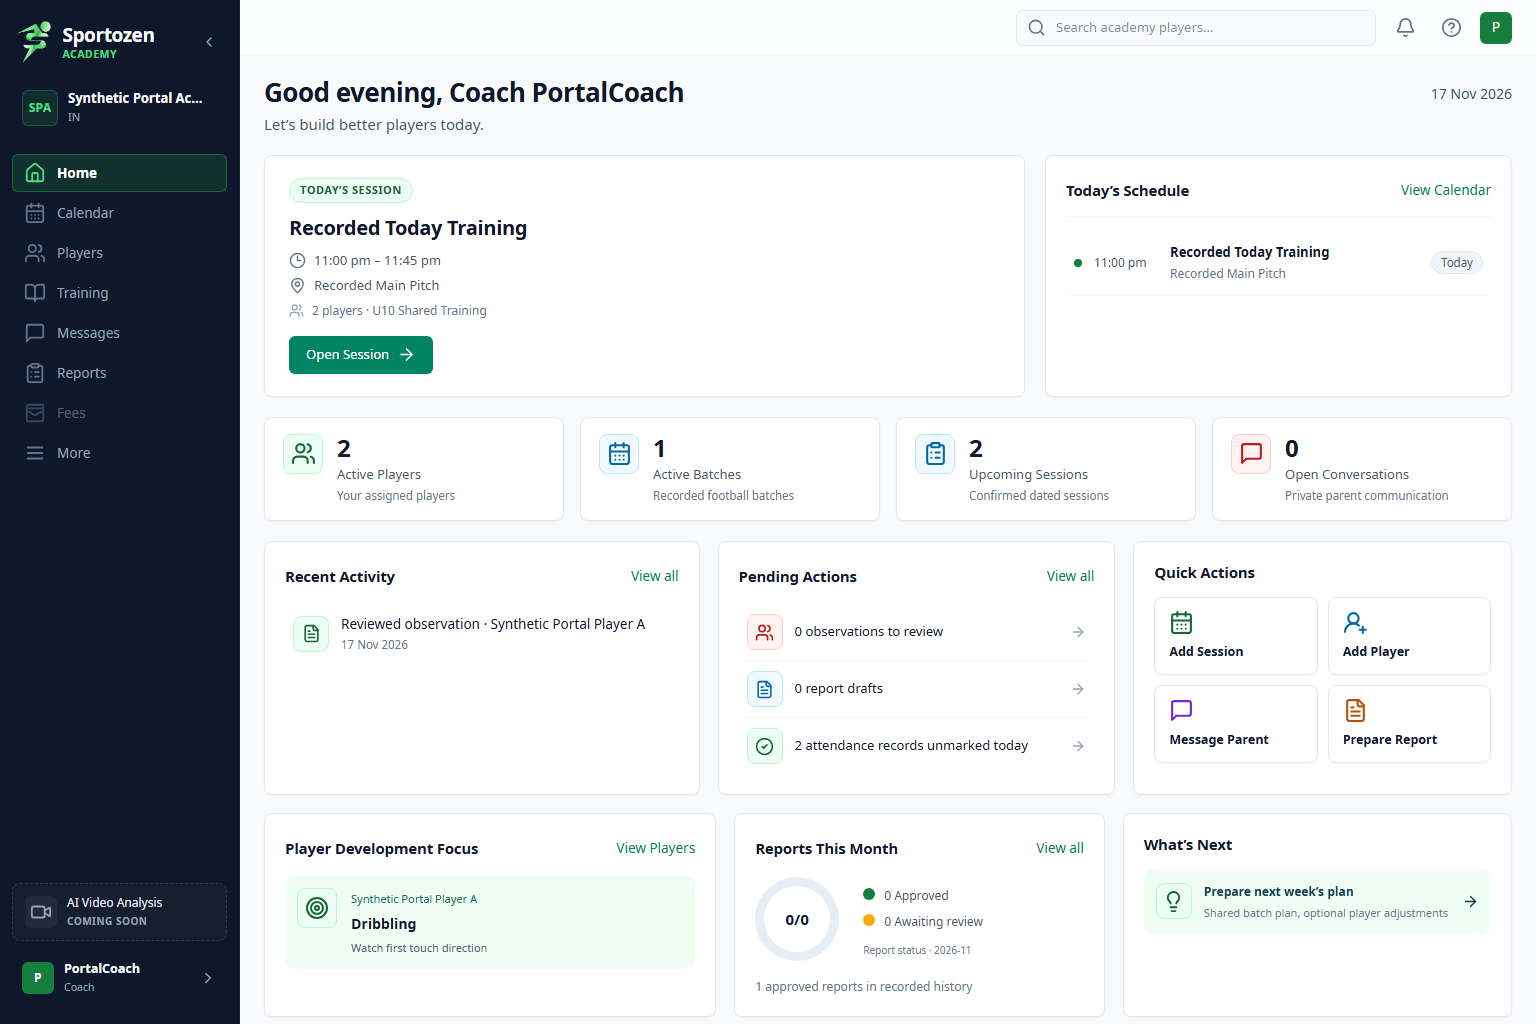 Sportozen
ACADEMY
SPA
Synthetic Portal Ac...
IN
Home
Calendar
Players
Training
Messages
Reports
Fees
More
AI Video Analysis
COMING SOON
P
PortalCoach
Coach
Search academy players...
P
Good evening, Coach PortalCoach
17 Nov 2026
Let's build better players today.
TODAY'S SESSION
Recorded Today Training
11:00 pm – 11:45 pm
Recorded Main Pitch
2 players · U10 Shared Training
Open Session
Today's Schedule
View Calendar
11:00 pm
Recorded Today Training
Recorded Main Pitch
Today
2
Active Players
Your assigned players
1
Active Batches
Recorded football batches
2
Upcoming Sessions
Confirmed dated sessions
0
Open Conversations
Private parent communication
Recent Activity
View all
Reviewed observation · Synthetic Portal Player A
17 Nov 2026
Pending Actions
View all
0 observations to review
0 report drafts
2 attendance records unmarked today
Quick Actions
Add Session
Add Player
Message Parent
Prepare Report
Player Development Focus
View Players
Synthetic Portal Player A
Dribbling
Watch first touch direction
Reports This Month
View all
0/0
0 Approved
0 Awaiting review
Report status · 2026-11
1 approved reports in recorded history
What's Next
Prepare next week's plan
Shared batch plan, optional player adjustments